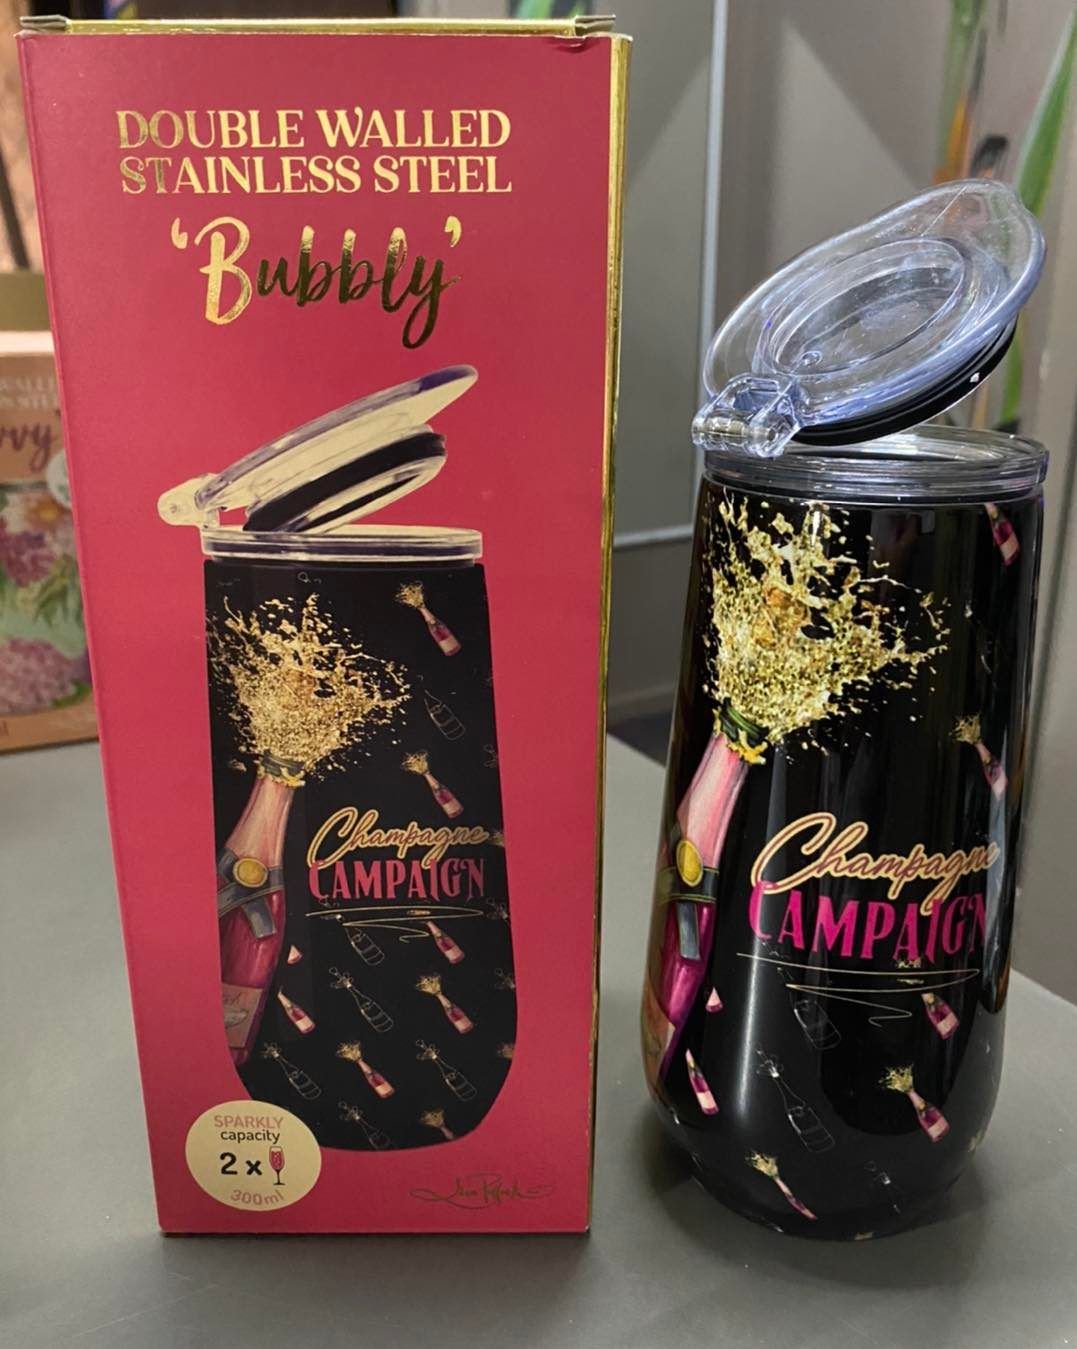 DOUBLE WALLED
STAINLESS STEEL
'Bubbly'
Champagne
CAMPAIGN
SPARKLY
capacity
2 x
300ml
Champagne
CAMPAIGN